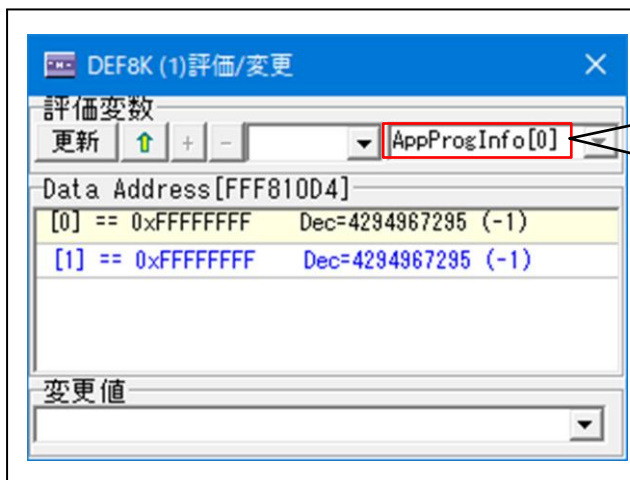 DEF8K (1)評価/変更
評価変数
更新 + - AppProgInfo[0]
Data Address[FFF810D4]
[0] == 0xFFFFFFFF Dec=4294967295 (-1)
[1] == 0xFFFFFFFF Dec=4294967295 (-1)
変更値